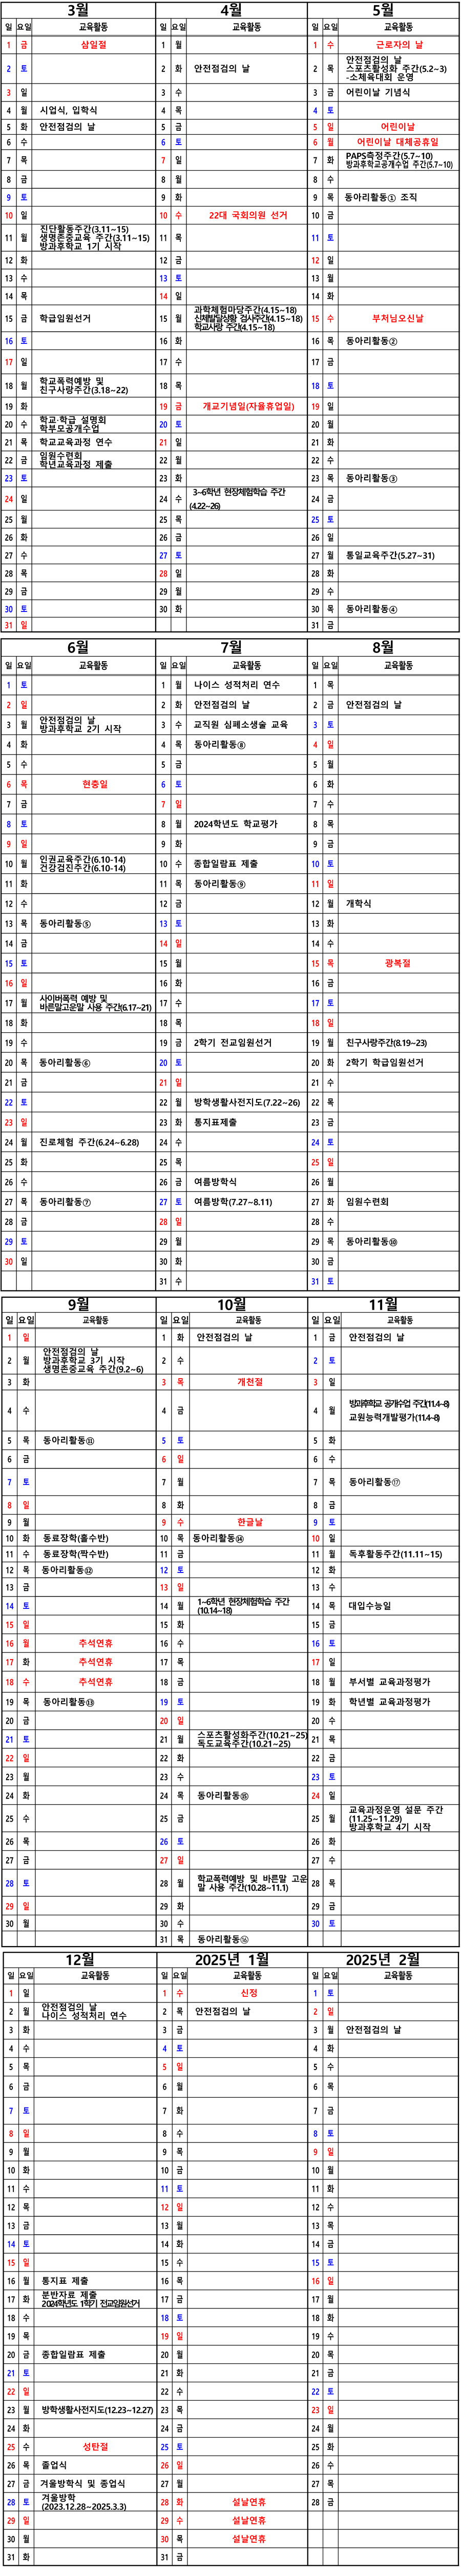 3월 4월 5월
일 요일 교육활동 일 요일 교육활동 일 요일 교육활동
1 금 삼일절 1 월 1 수 근로자의 날
2 토 2 화 안전점검의 날 2 목 안전점검의 날
스포츠활성화 주간(5.2~3)
-소체육대회 운영
3 일 3 수 3 금 어린이날 기념식
4 월 시업식, 입학식 4 목 4 토
5 화 안전점검의 날 5 금 5 일 어린이날
6 수 6 토 6 월 어린이날 대체공휴일
7 목 7 일 7 화 PAPS측정주간(5.7~10)
방과후학교공개수업 주간(5.7~10)
8 금 8 월 8 수
9 토 9 화 9 목 동아리활동① 조직
10 일 10 수 22대 국회의원 선거 10 금
11 월 진단활동주간(3.11~15) 11 목 11 토
생명존중교육 주간(3.11~15)
방과후학교 1기 시작
12 화 12 금 12 일
13 수 13 토 13 월
14 목 14 일 14 화
15 금 학급임원선거 15 월 과학체험마당주간(4.15~18) 15 수 부처님오신날
신체발달상황 검사주간(4.15~18)
학교사랑 주간(4.15~18)
16 토 16 화 16 목 동아리활동②
17 일 17 수 17 금
18 월 학교폭력예방 및 18 목 18 토
친구사랑주간(3.18~22)
19 화 19 금 개교기념일(자율휴업일) 19 일
20 수 학교·학급 설명회 20 토 20 월
학부모공개수업
21 목 학교교육과정 연수 21 일 21 화
22 금 임원수련회 22 월 22 수
학년교육과정 제출
23 토 23 화 23 목 동아리활동③
24 일 24 수 3~6학년 현장체험학습 주간 24 금
(4.22~26)
25 월 25 목 25 토
26 화 26 금 26 일
27 수 27 토 27 월 통일교육주간(5.27~31)
28 목 28 일 28 화
29 금 29 월 29 수
30 토 30 화 30 목 동아리활동④
31 일 31 금
6월 7월 8월
일 요일 교육활동 일 요일 교육활동 일 요일 교육활동
1 토 1 월 나이스 성적처리 연수 1 목
2 일 2 화 안전점검의 날 2 금 안전점검의 날
3 월 안전점검의 날 3 수 교직원 심폐소생술 교육 3 토
방과후학교 2기 시작
4 화 4 목 동아리활동⑧ 4 일
5 수 5 금 5 월
6 목 현충일 6 토 6 화
7 금 7 일 7 수
8 토 8 월 2024학년도 학교평가 8 목
9 일 9 화 9 금
10 월 인권교육주간(6.10-14) 10 수 종합일람표 제출 10 토
건강검진주간(6.10-14)
11 화 11 목 동아리활동⑨ 11 일
12 수 12 금 12 월 개학식
13 목 동아리활동⑤ 13 토 13 화
14 금 14 일 14 수
15 토 15 월 15 목 광복절
16 일 16 화 16 금
17 월 사이버폭력 예방 및 17 수 17 토
바른말고운말 사용 주간(6.17~21)
18 화 18 목 18 일
19 수 19 금 2학기 전교임원선거 19 월 친구사랑주간(8.19~23)
20 목 동아리활동⑥ 20 토 20 화 2학기 학급임원선거
21 금 21 일 21 수
22 토 22 월 방학생활사전지도(7.22~26) 22 목
23 일 23 화 통지표제출 23 금
24 월 진로체험 주간(6.24~6.28) 24 수 24 토
25 화 25 목 25 일
26 수 26 금 여름방학식 26 월
27 목 동아리활동⑦ 27 토 여름방학(7.27~8.11) 27 화 임원수련회
28 금 28 일 28 수
29 토 29 월 29 목 동아리활동⑩
30 일 30 화 30 금
31 수 31 토
9월 10월 11월
일 요일 교육활동 일 요일 교육활동 일 요일 교육활동
1 일 1 화 안전점검의 날 1 금 안전점검의 날
2 월 안전점검의 날 2 수 2 토
방과후학교 3기 시작
생명존중교육 주간(9.2~6)
3 화 3 목 개천절 3 일
4 수 4 금 4 월 방과후학교 공개수업 주간(11.4~8)
교원능력개발평가(11.4~8)
5 목 동아리활동⑪ 5 토 5 화
6 금 6 일 6 수
7 토 7 월 7 목 동아리활동⑰
8 일 8 화 8 금
9 월 9 수 한글날 9 토
10 화 동료장학(홀수반) 10 목 동아리활동⑭ 10 일
11 수 동료장학(짝수반) 11 금 11 월 독후활동주간(11.11~15)
12 목 동아리활동⑫ 12 토 12 화
13 금 13 일 13 수
14 토 14 월 1~6학년 현장체험학습 주간 14 목 대입수능일
(10.14~18)
15 일 15 화 15 금
16 월 추석연휴 16 수 16 토
17 화 추석연휴 17 목 17 일
18 수 추석연휴 18 금 18 월 부서별 교육과정평가
19 목 동아리활동⑬ 19 토 19 화 학년별 교육과정평가
20 금 20 일 20 수
21 토 21 월 스포츠활성화주간(10.21~25) 21 목
독도교육주간(10.21~25)
22 일 22 화 22 금
23 월 23 수 23 토
24 화 24 목 동아리활동⑮ 24 일
25 수 25 금 25 월 교육과정운영 설문 주간
(11.25~11.29)
방과후학교 4기 시작
26 목 26 토 26 화
27 금 27 일 27 수
28 토 28 월 학교폭력예방 및 바른말 고운 28 목
말 사용 주간(10.28~11.1)
29 일 29 화 29 금
30 월 30 수 30 토
31 목 동아리활동⑯
12월 2025년 1월 2025년 2월
일 요일 교육활동 일 요일 교육활동 일 요일 교육활동
1 일 1 수 신정 1 토
2 월 안전점검의 날 2 목 안전점검의 날 2 일
나이스 성적처리 연수
3 화 3 금 3 월 안전점검의 날
4 수 4 토 4 화
5 목 5 일 5 수
6 금 6 월 6 목
7 토 7 화 7 금
8 일 8 수 8 토
9 월 9 목 9 일
10 화 10 금 10 월
11 수 11 토 11 화
12 목 12 일 12 수
13 금 13 월 13 목
14 토 14 화 14 금
15 일 15 수 15 토
16 월 통지표 제출 16 목 16 일
17 화 분반자료 제출 17 금 17 월
2024학년도 1학기 전교임원선거
18 수 18 토 18 화
19 목 19 일 19 수
20 금 종합일람표 제출 20 월 20 목
21 토 21 화 21 금
22 일 22 수 22 토
23 월 방학생활사전지도(12.23~12.27) 23 목 23 일
24 화 24 금 24 월
25 수 성탄절 25 토 25 화
26 목 졸업식 26 일 26 수
27 금 겨울방학식 및 종업식 27 월 27 목
28 토 겨울방학 28 화 설날연휴 28 금
(2023.12.28~2025.3.3)
29 일 29 수 설날연휴
30 월 30 목 설날연휴
31 화 31 금